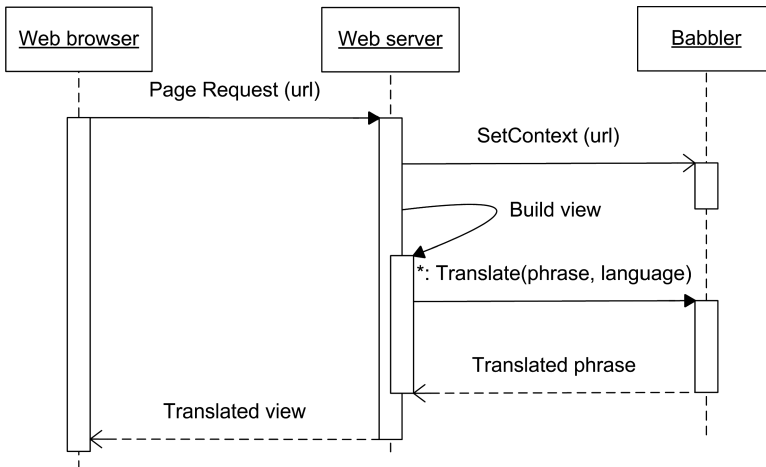 Web browser
Web server
Babbler
Page Request (url)
SetContext (url)
Build view
*: Translate(phrase, language)
Translated phrase
Translated view